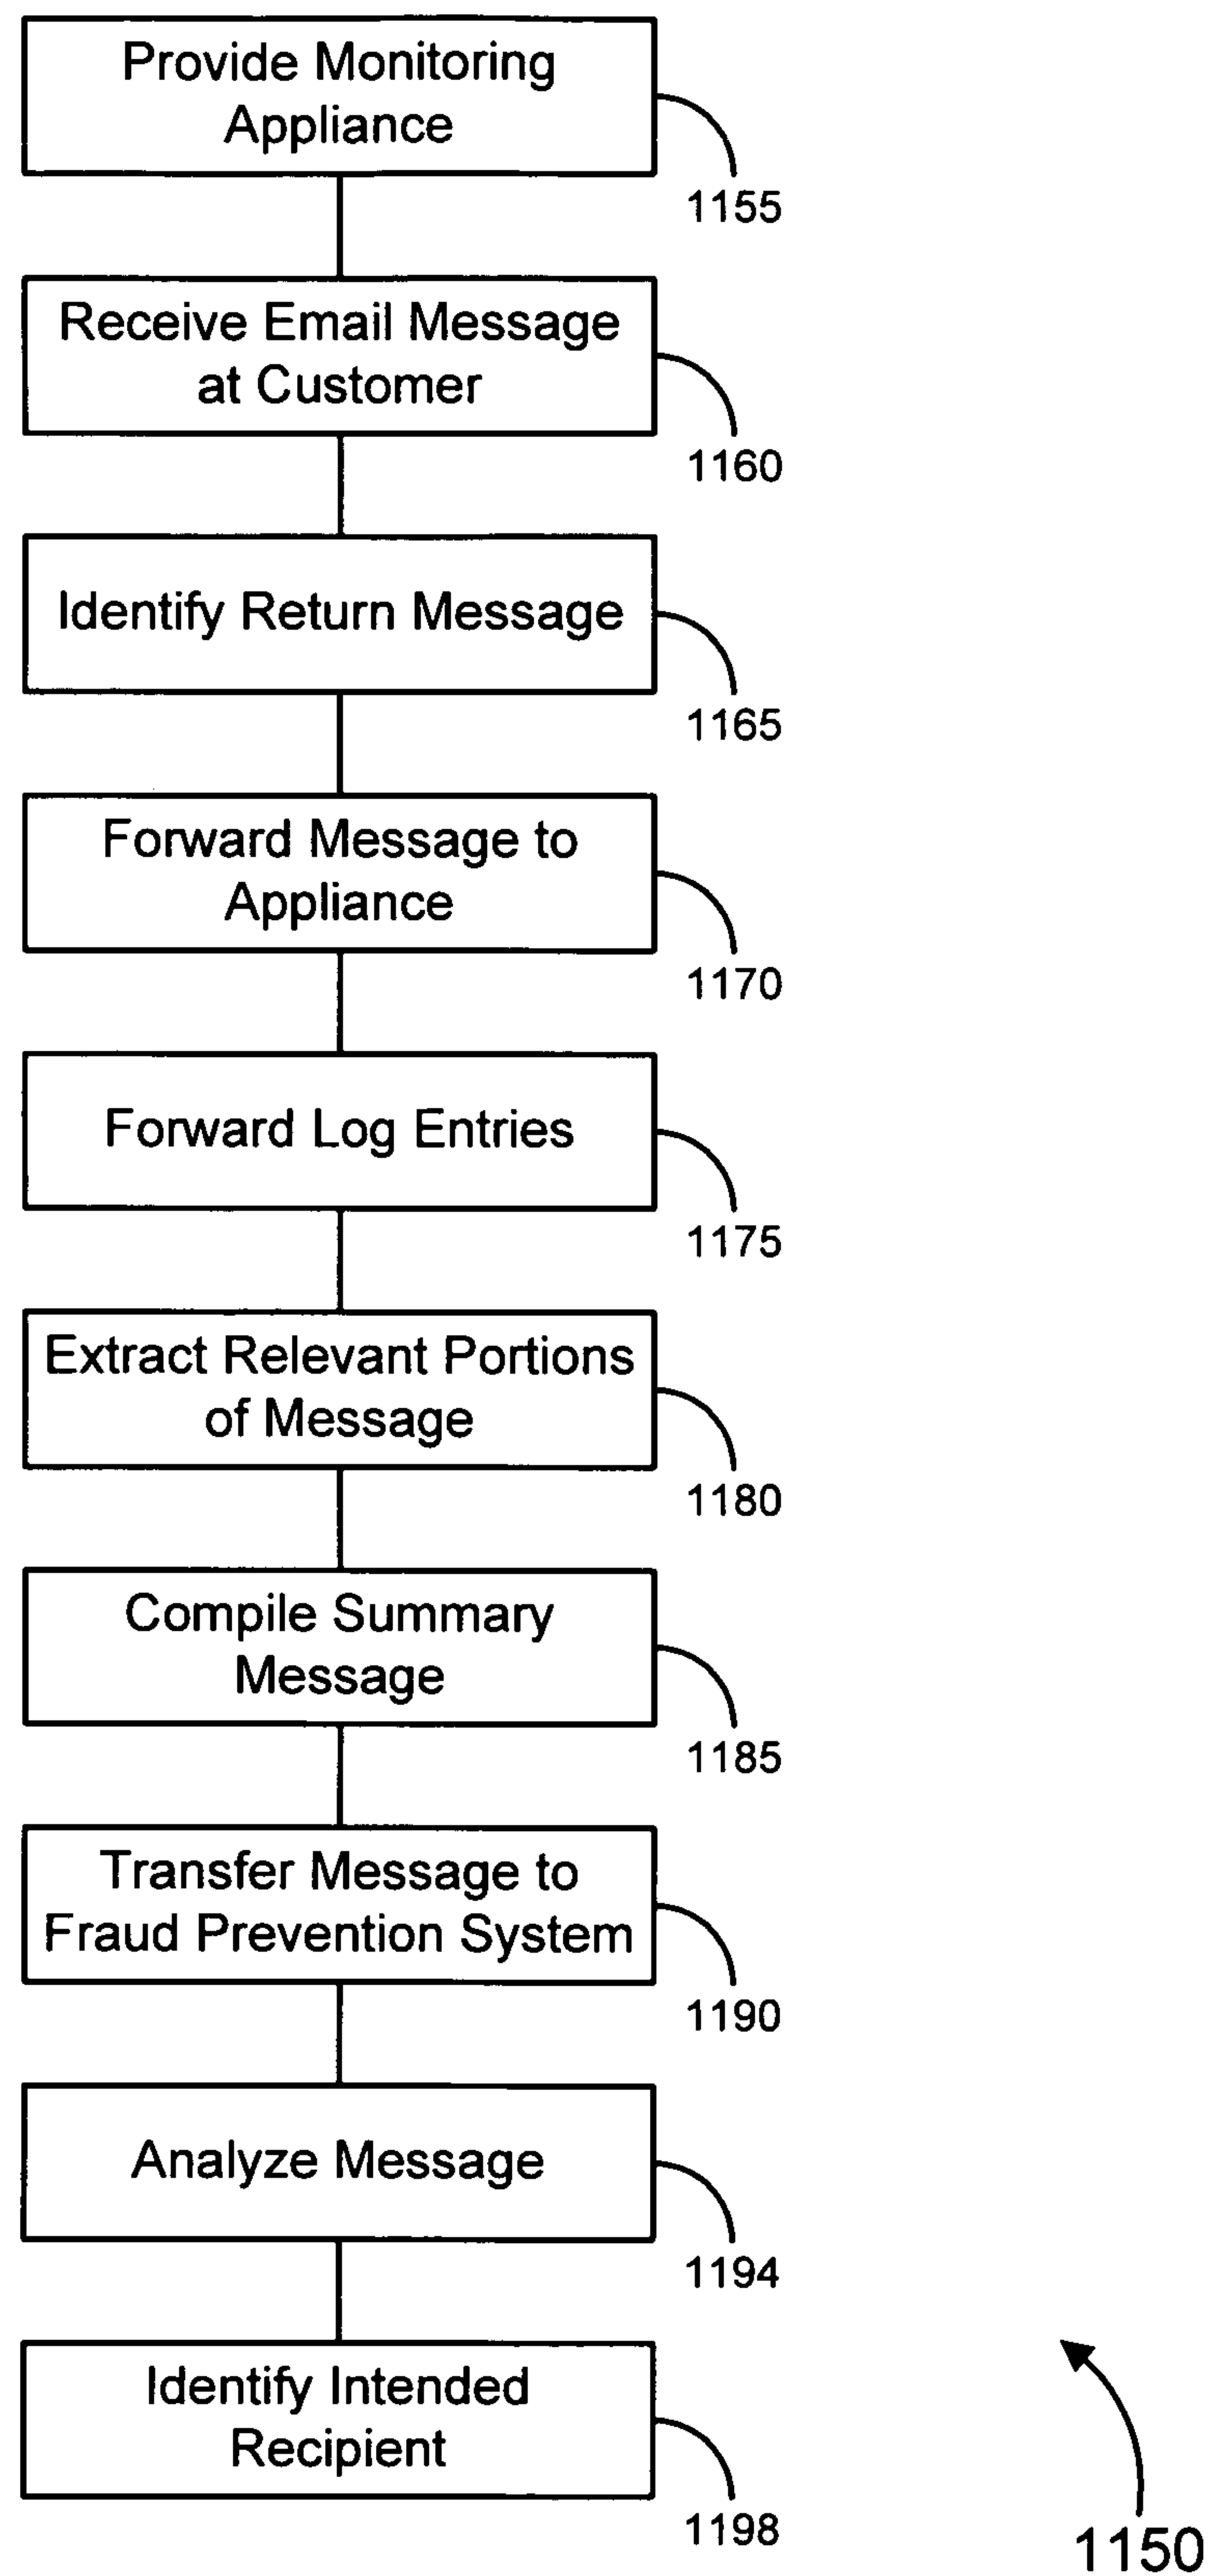 Provide Monitoring
Appliance
1155
Receive Email Message
at Customer
1160
Identify Return Message
1165
Forward Message to
Appliance
1170
Forward Log Entries
1175
Extract Relevant Portions
of Message
1180
Compile Summary
Message
1185
Transfer Message to
Fraud Prevention System
1190
Analyze Message
1194
Identify Intended
Recipient
1198
1150